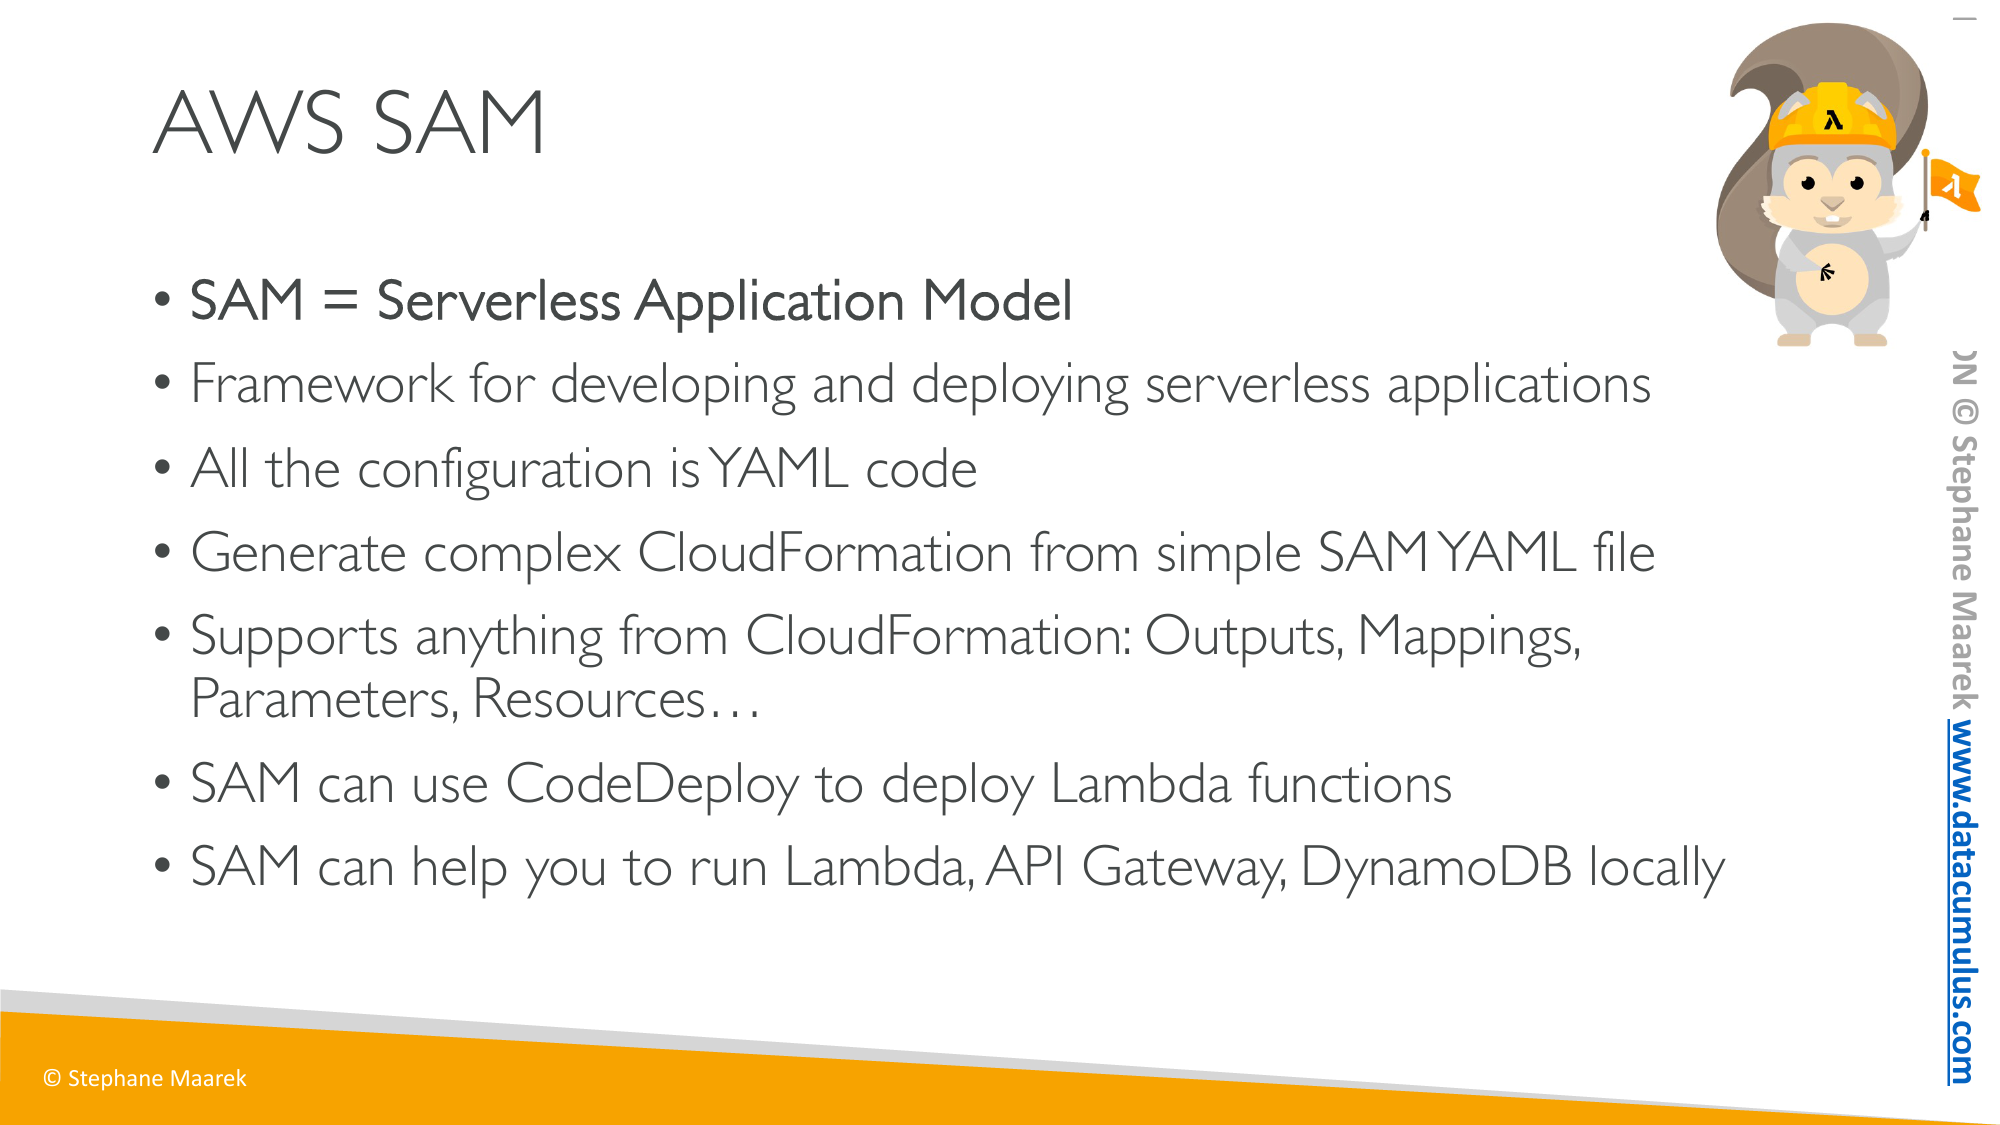 AWS SAM
• SAM = Serverless Application Model
• Framework for developing and deploying serverless applications
• All the configuration is YAML code
• Generate complex CloudFormation from simple SAM YAML file
• Supports anything from CloudFormation: Outputs, Mappings,
Parameters, Resources…
• SAM can use CodeDeploy to deploy Lambda functions
• SAM can help you to run Lambda, API Gateway, DynamoDB locally
© Stephane Maarek
© Stephane Maarek www.datacumulus.com